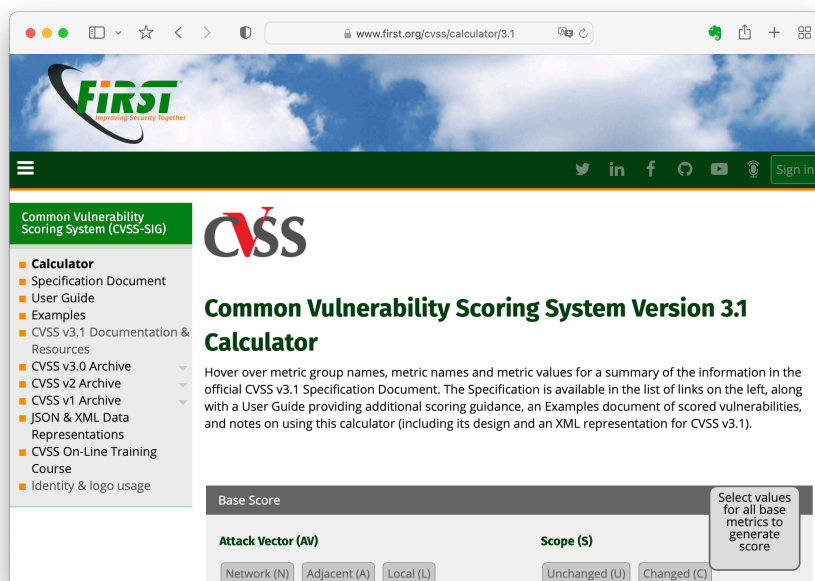 www.first.org/cvss/calculator/3.1
FIRST
Improving Security Together
Sign in
Common Vulnerability
Scoring System (CVSS-SIG)
Calculator
Specification Document
User Guide
Examples
CVSS v3.1 Documentation &
Resources
CVSS v3.0 Archive
CVSS v2 Archive
CVSS v1 Archive
JSON & XML Data
Representations
CVSS On-Line Training
Course
Identity & logo usage
CVSS
Common Vulnerability Scoring System Version 3.1
Calculator
Hover over metric group names, metric names and metric values for a summary of the information in the
official CVSS v3.1 Specification Document. The Specification is available in the list of links on the left, along
with a User Guide providing additional scoring guidance, an Examples document of scored vulnerabilities,
and notes on using this calculator (including its design and an XML representation for CVSS v3.1).
Base Score
Select values
for all base
metrics to
generate
score
Attack Vector (AV)
Network (N) Adjacent (A) Local (L)
Scope (S)
Unchanged (U) Changed (C)